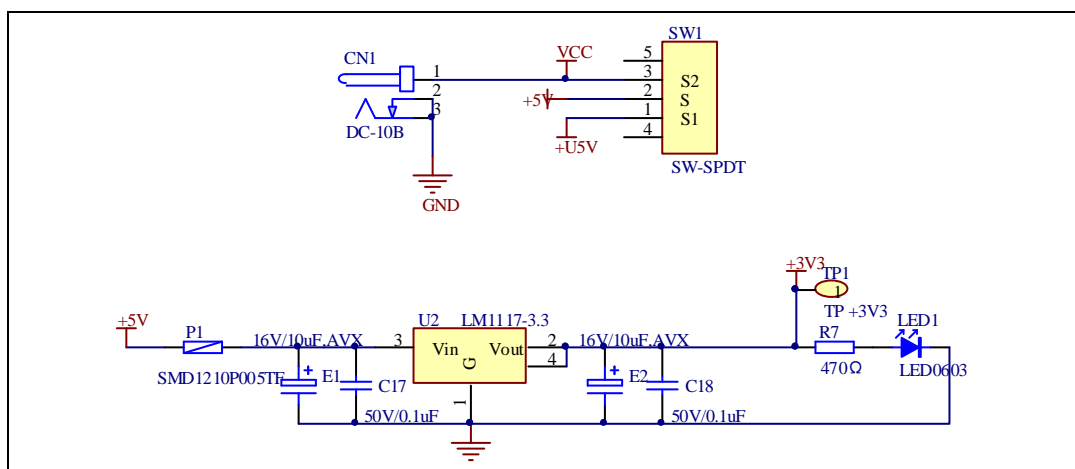 SW1
VCC
CN1
5
1
3
S2
2
+5V
2
S
3
1
S1
DC-10B
+U5V
4
SW-SPDT
GND
+3V3
TP1
1
+5V
P1
U2
LM1117-3.3
TP +3V3
R7
LED1
16V/10uF,AVX
3
Vin
Vout
2
16V/10uF,AVX
4
G
SMD1210P005TF
E1
C17
E2
C18
470Ω
LED0603
1
50V/0.1uF
50V/0.1uF